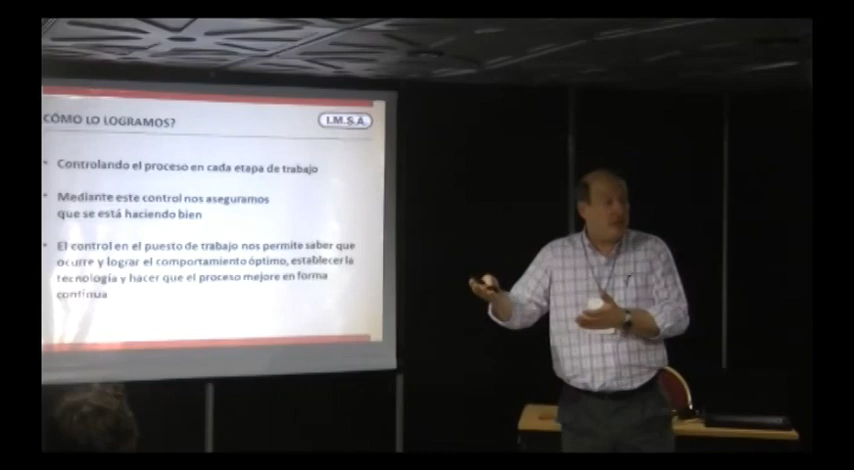 CÓMO LO LOGRAMOS?
I.M.S.A.
• Controlando el proceso en cada etapa de trabajo
• Mediante este control nos aseguramos
que se está haciendo bien
• El control en el puesto de trabajo nos permite saber que
ocurre y lograr el comportamiento óptimo, establecer la
tecnología y hacer que el proceso mejore en forma
continua